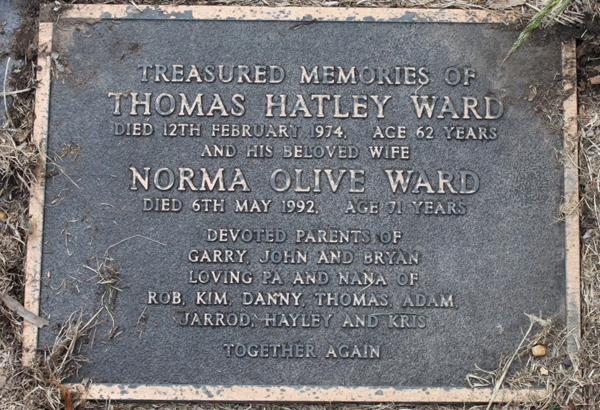 TREASURED MEMORIES OF
THOMAS HATLEY WARD
DIED 12TH FEBRUARY 1974, AGE 62 YEARS
AND HIS BELOVED WIFE
NORMA OLIVE WARD
DIED 6TH MAY 1992, AGE 71 YEARS
DEVOTED PARENTS OF
GARRY, JOHN AND BRYAN
LOVING PA AND NANA OF
ROB, KIM, DANNY, THOMAS, ADAM,
JARROD, HAYLEY AND KRIS
TOGETHER AGAIN